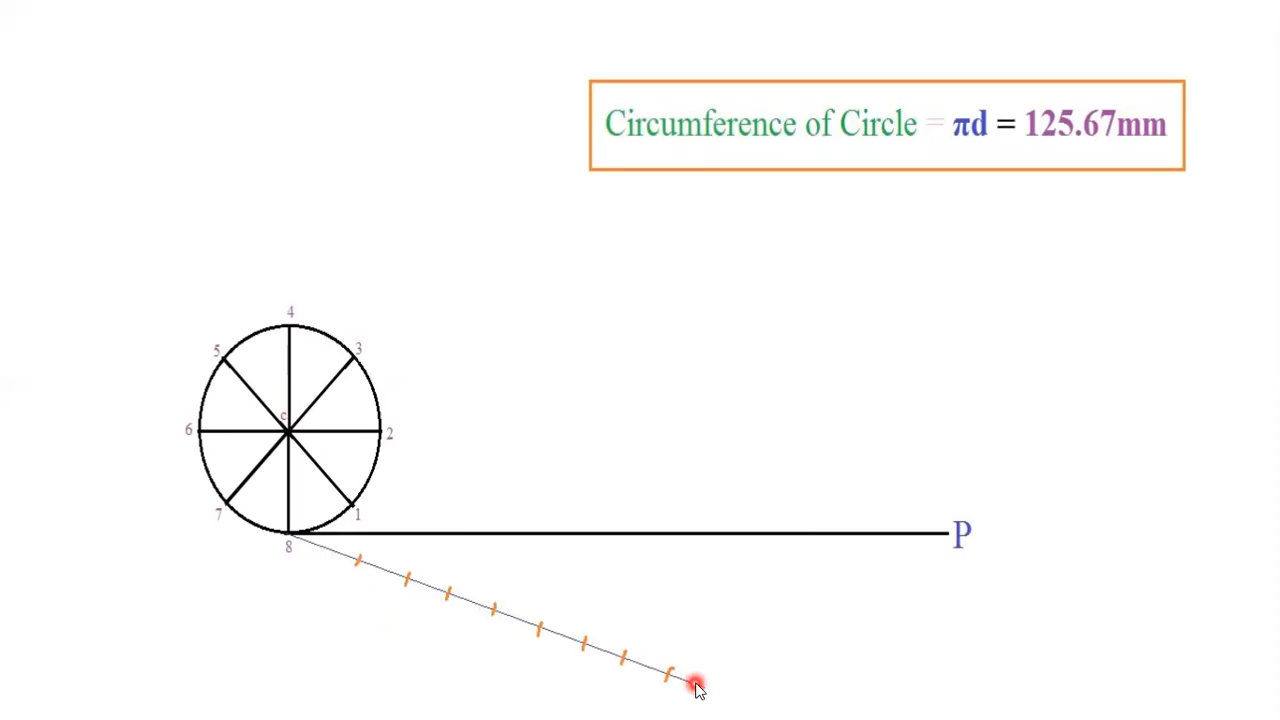 Circumference of Circle = πd = 125.67mm
4
5
3
c
6
2
7
1
8
P